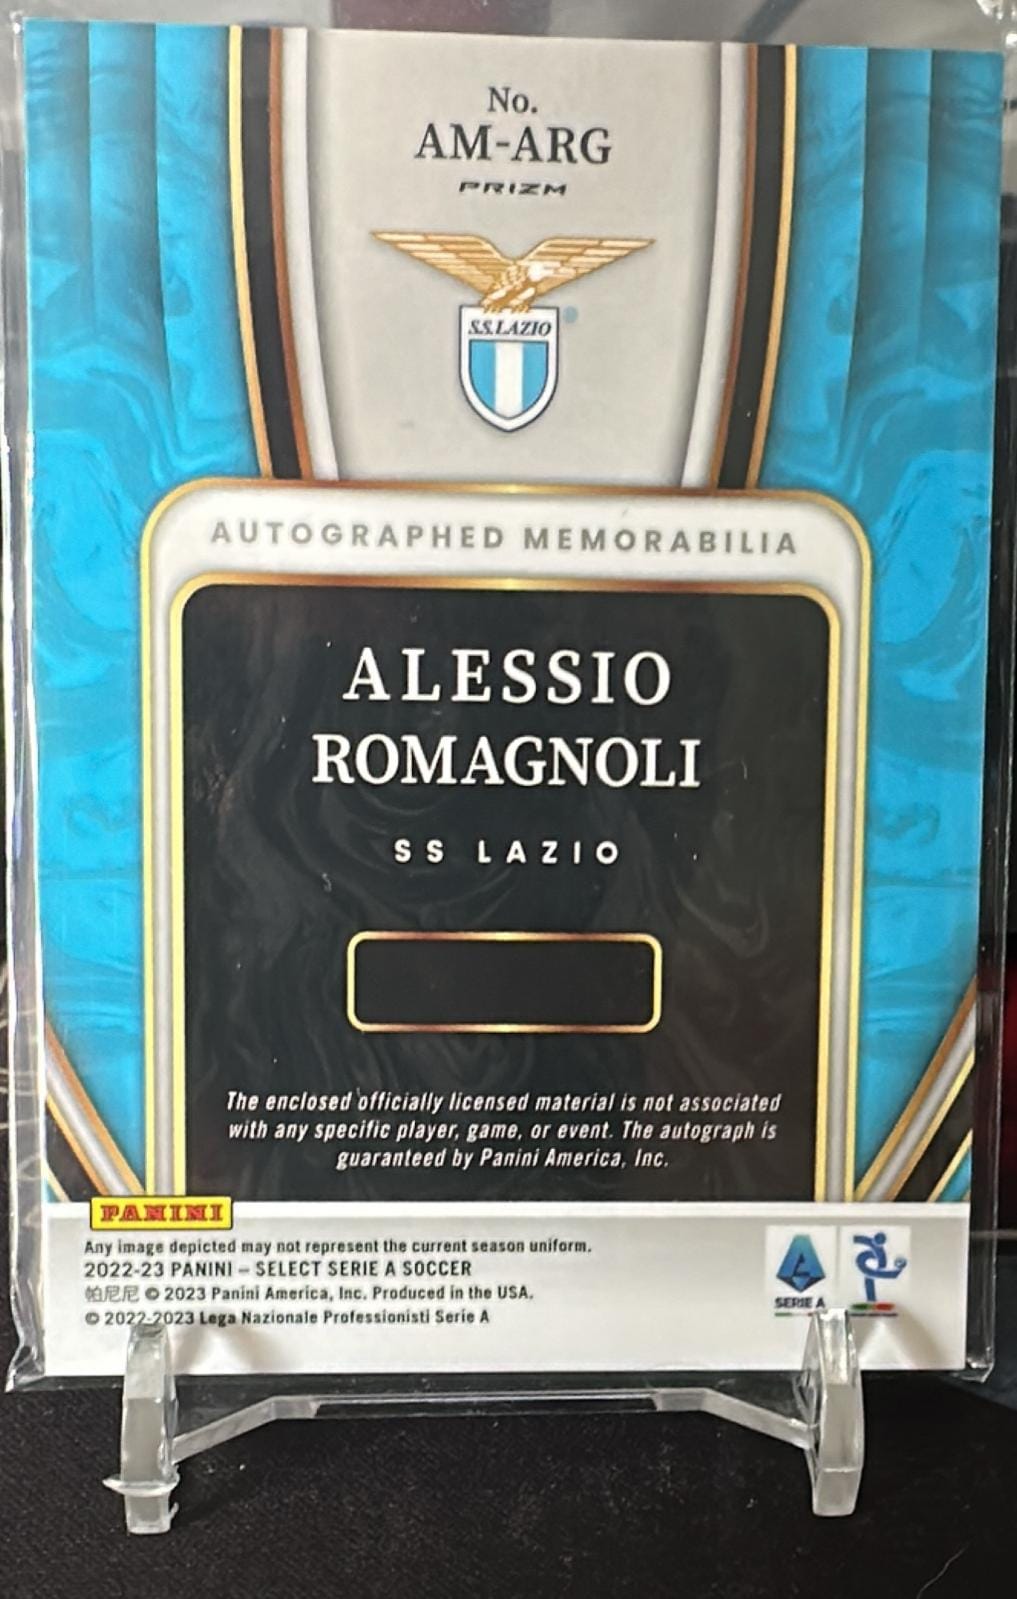 No.
AM-ARG
PRIZM
S.S.LAZIO
®
AUTOGRAPHED MEMORABILIA
ALESSIO
ROMAGNOLI
SS LAZIO
The enclosed officially licensed material is not associated
with any specific player, game, or event. The autograph is
guaranteed by Panini America, Inc.
PANINI
Any image depicted may not represent the current season uniform.
2022-23 PANINI – SELECT SERIE A SOCCER
帕尼尼 © 2023 Panini America, Inc. Produced in the USA.
© 2022-2023 Lega Nazionale Professionisti Serie A
SERIE A